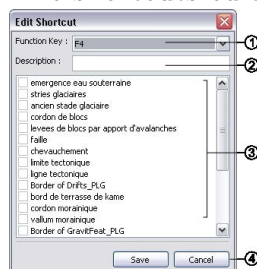 Edit Shortcut
Function Key : F4 1
Description : 2
emergence eau souterraine
stries glaciaires
ancien stade glaciaire
cordon de blocs
levees de blocs par apport d'avalanches
faille
chevauchement 3
limite tectonique
ligne tectonique
Border of Drifts_PLG
bord de terrasse de kame
cordon morainique
vallum morainique
Border of GravitFeat_PLG
Save Cancel 4